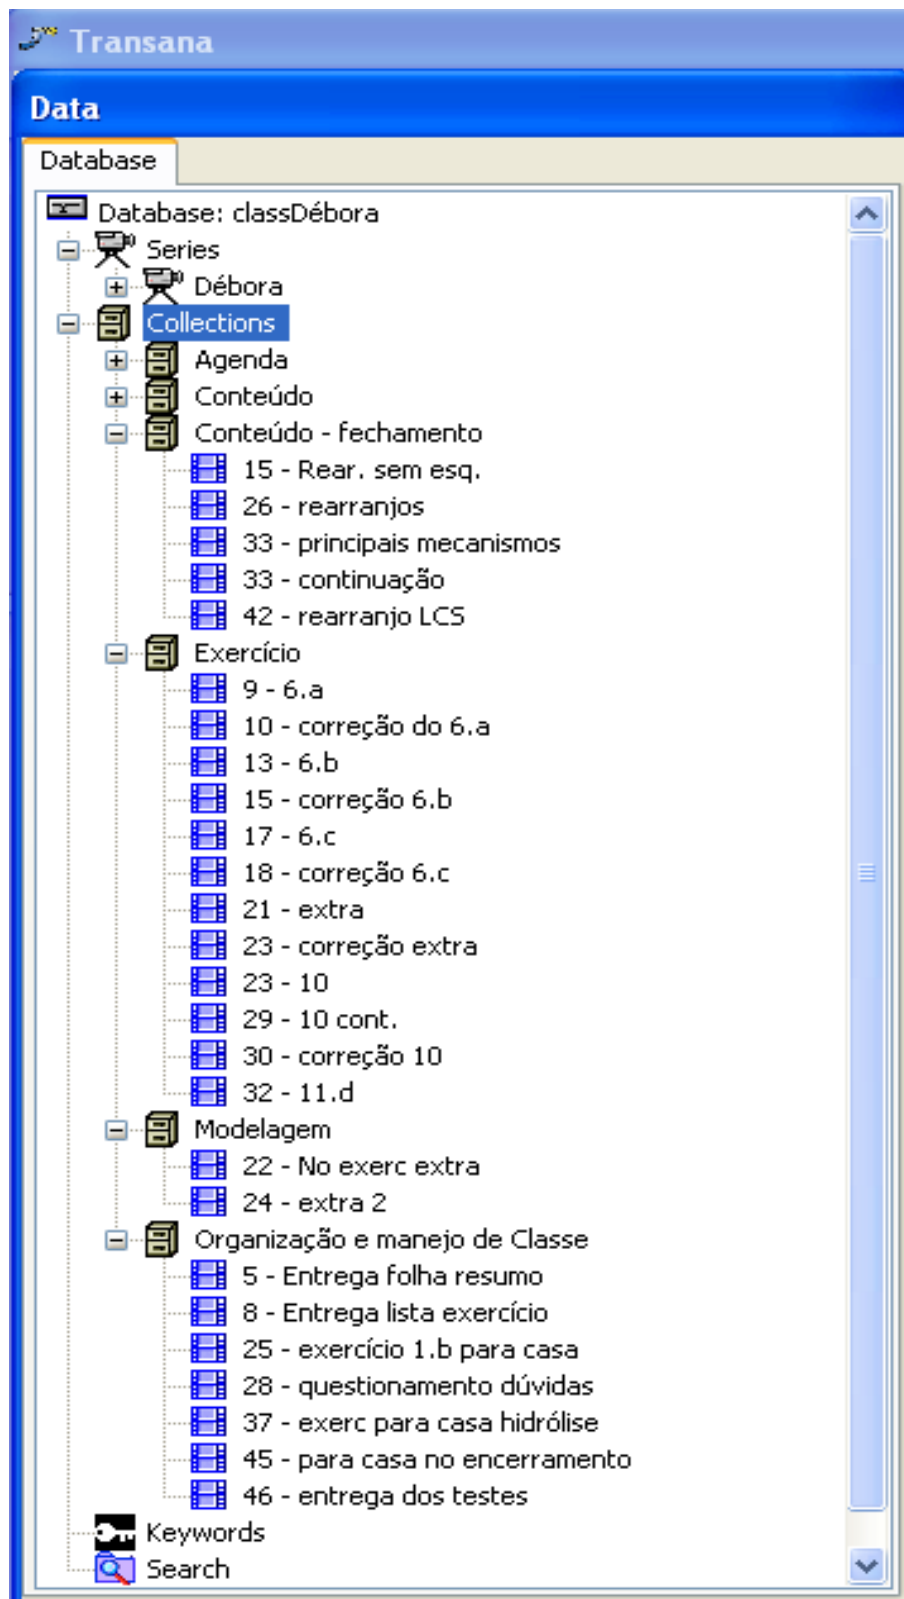 Transana
Data
Database
Database: classDébora
Series
Débora
Collections
Agenda
Conteúdo
Conteúdo - fechamento
15 - Rear. sem esq.
26 - rearranjos
33 - principais mecanismos
33 - continuação
42 - rearranjo LCS
Exercício
9 - 6.a
10 - correção do 6.a
13 - 6.b
15 - correção 6.b
17 - 6.c
18 - correção 6.c
21 - extra
23 - correção extra
23 - 10
29 - 10 cont.
30 - correção 10
32 - 11.d
Modelagem
22 - No exerc extra
24 - extra 2
Organização e manejo de Classe
5 - Entrega folha resumo
8 - Entrega lista exercício
25 - exercício 1.b para casa
28 - questionamento dúvidas
37 - exerc para casa hidrólise
45 - para casa no encerramento
46 - entrega dos testes
Keywords
Search